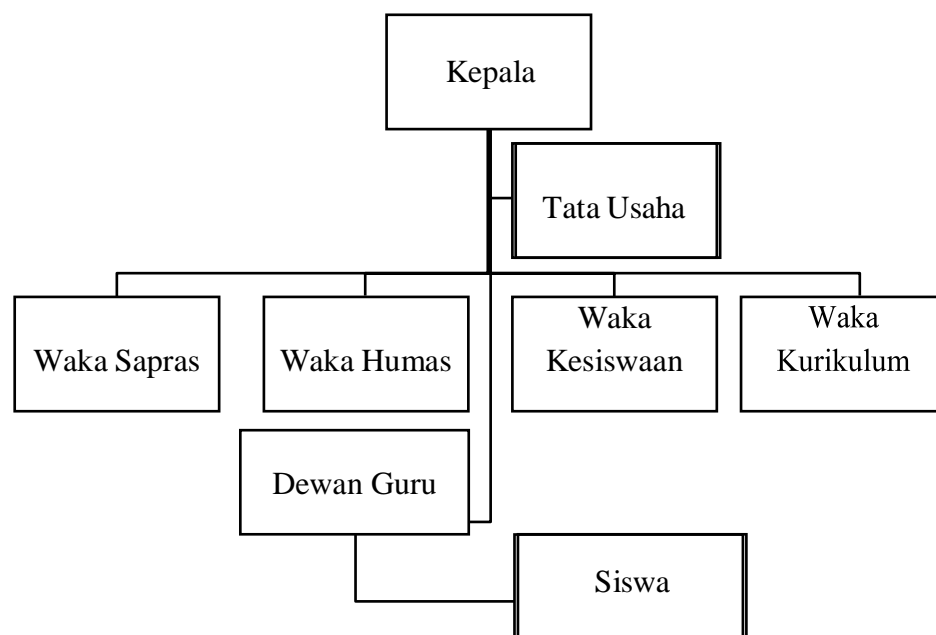 Kepala
Tata Usaha
Waka Sapras
Waka Humas
Waka
Kesiswaan
Waka
Kurikulum
Dewan Guru
Siswa